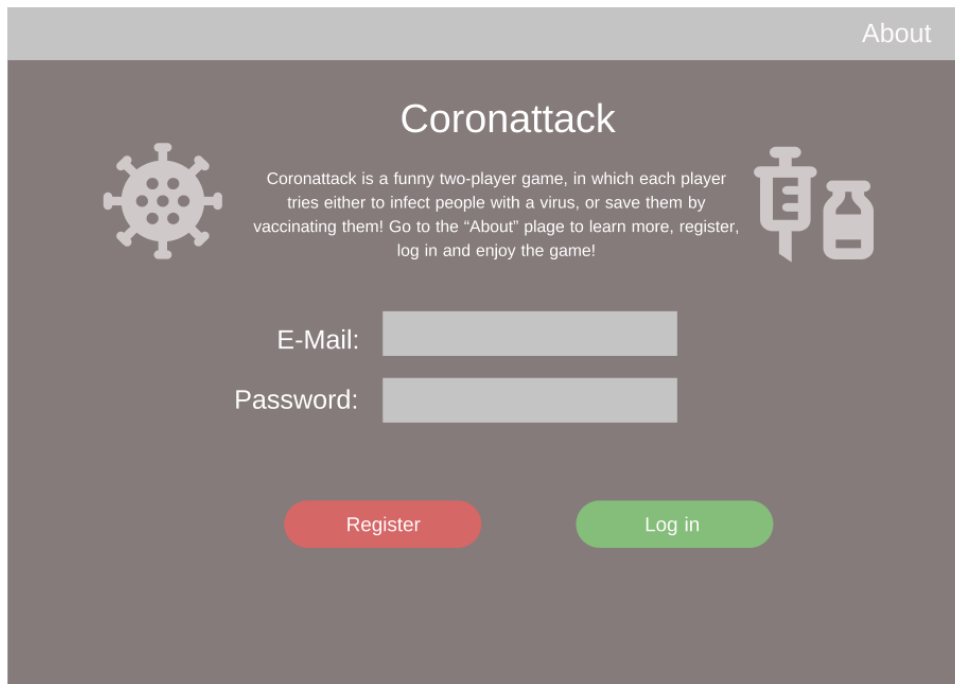 About
Coronattack
Coronattack is a funny two-player game, in which each player
tries either to infect people with a virus, or save them by
vaccinating them! Go to the “About” plage to learn more, register,
log in and enjoy the game!
E-Mail:
Password:
Register
Log in